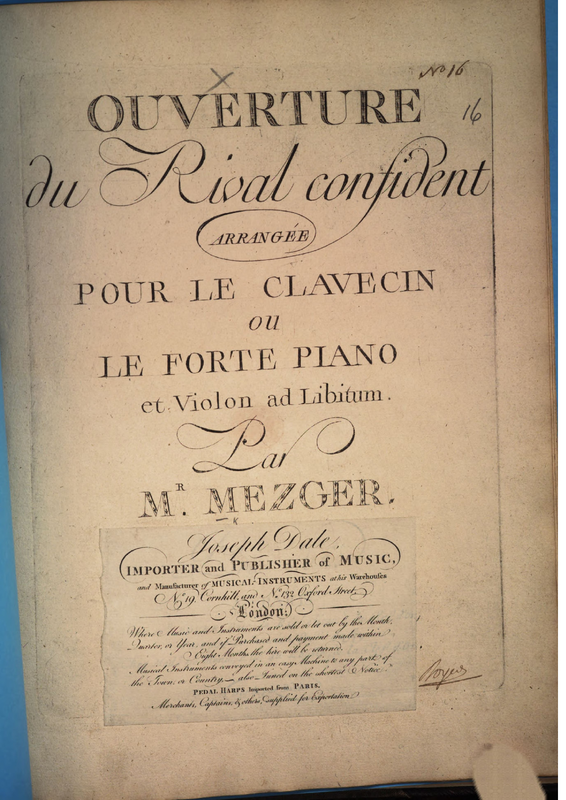 No 16
16
OUVERTURE
du Rival confident
ARRANGÉE
POUR LE CLAVECIN
ou
LE FORTE PIANO
et Violon ad Libitum.
Par
MR. MEZGER.
Joseph Dale,
IMPORTER and PUBLISHER of MUSIC,
and Manufacturer of MUSICAL-INSTRUMENTS at his Warehouses
No. 19 Cornhill, and No. 132 Oxford Street,
London;
Where Music and Instruments are sold or let out by the Month,
Quarter, or Year, and if Purchased and payment made within
Eight Months, the hire will be returned.
Musical Instruments conveyed in an easy Machine to any part of
the Town, or Country,—also Tuned on the shortest Notice.
PEDAL HARPS Imported from PARIS.
Merchants, Captains, & others, supplied for Exportation